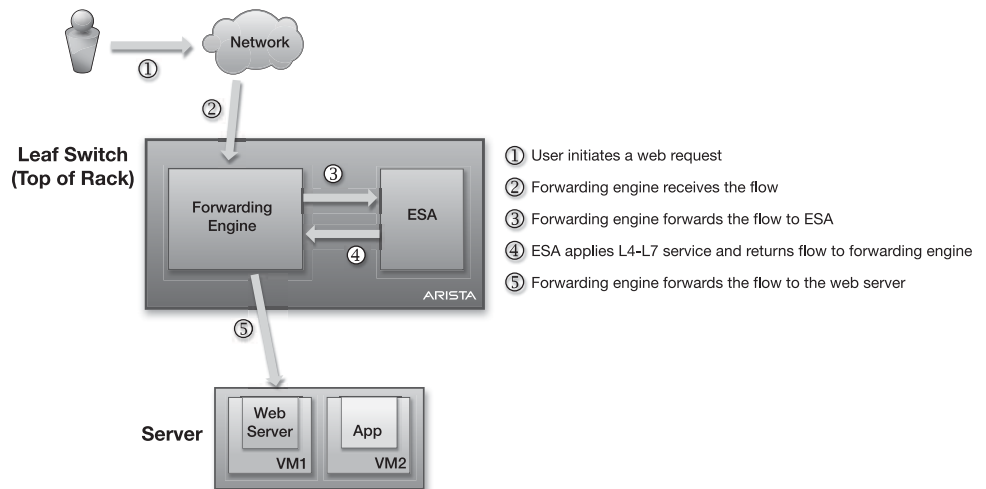 Network
①
②
Leaf Switch
(Top of Rack)
Forwarding
Engine
③
ESA
④
ARISTA
⑤
Server
Web
Server
VM1
App
VM2
① User initiates a web request
② Forwarding engine receives the flow
③ Forwarding engine forwards the flow to ESA
④ ESA applies L4-L7 service and returns flow to forwarding engine
⑤ Forwarding engine forwards the flow to the web server